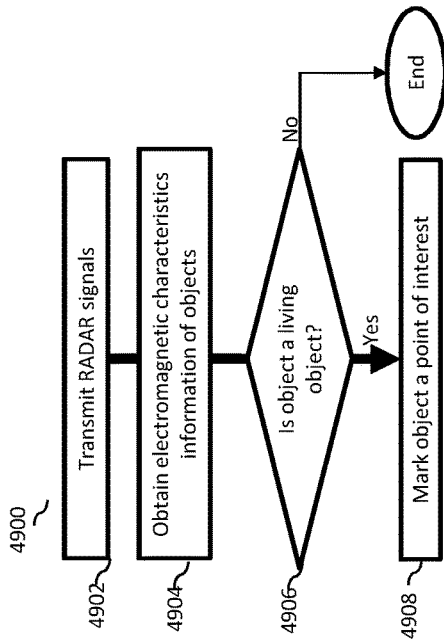 4900
4902
Transmit RADAR signals
4904
Obtain electromagnetic characteristics
information of objects
4906
Is object a living
object?
No
Yes
End
4908
Mark object a point of interest